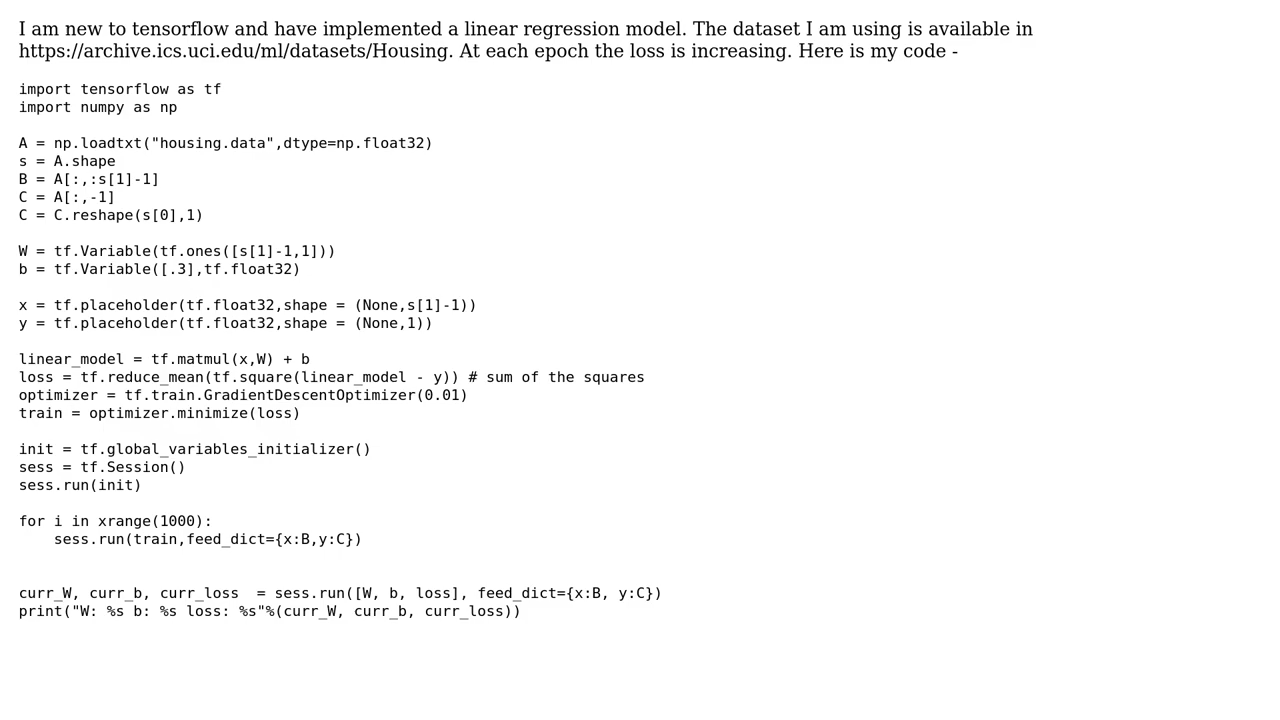 I am new to tensorflow and have implemented a linear regression model. The dataset I am using is available in
https://archive.ics.uci.edu/ml/datasets/Housing. At each epoch the loss is increasing. Here is my code -
import tensorflow as tf
import numpy as np
A = np.loadtxt("housing.data",dtype=np.float32)
s = A.shape
B = A[:,:s[1]-1]
C = A[:,-1]
C = C.reshape(s[0],1)
W = tf.Variable(tf.ones([s[1]-1,1]))
b = tf.Variable([.3],tf.float32)
x = tf.placeholder(tf.float32,shape = (None,s[1]-1))
y = tf.placeholder(tf.float32,shape = (None,1))
linear_model = tf.matmul(x,W) + b
loss = tf.reduce_mean(tf.square(linear_model - y)) # sum of the squares
optimizer = tf.train.GradientDescentOptimizer(0.01)
train = optimizer.minimize(loss)
init = tf.global_variables_initializer()
sess = tf.Session()
sess.run(init)
for i in xrange(1000):
    sess.run(train,feed_dict={x:B,y:C})
curr_W, curr_b, curr_loss  = sess.run([W, b, loss], feed_dict={x:B, y:C})
print("W: %s b: %s loss: %s"%(curr_W, curr_b, curr_loss))